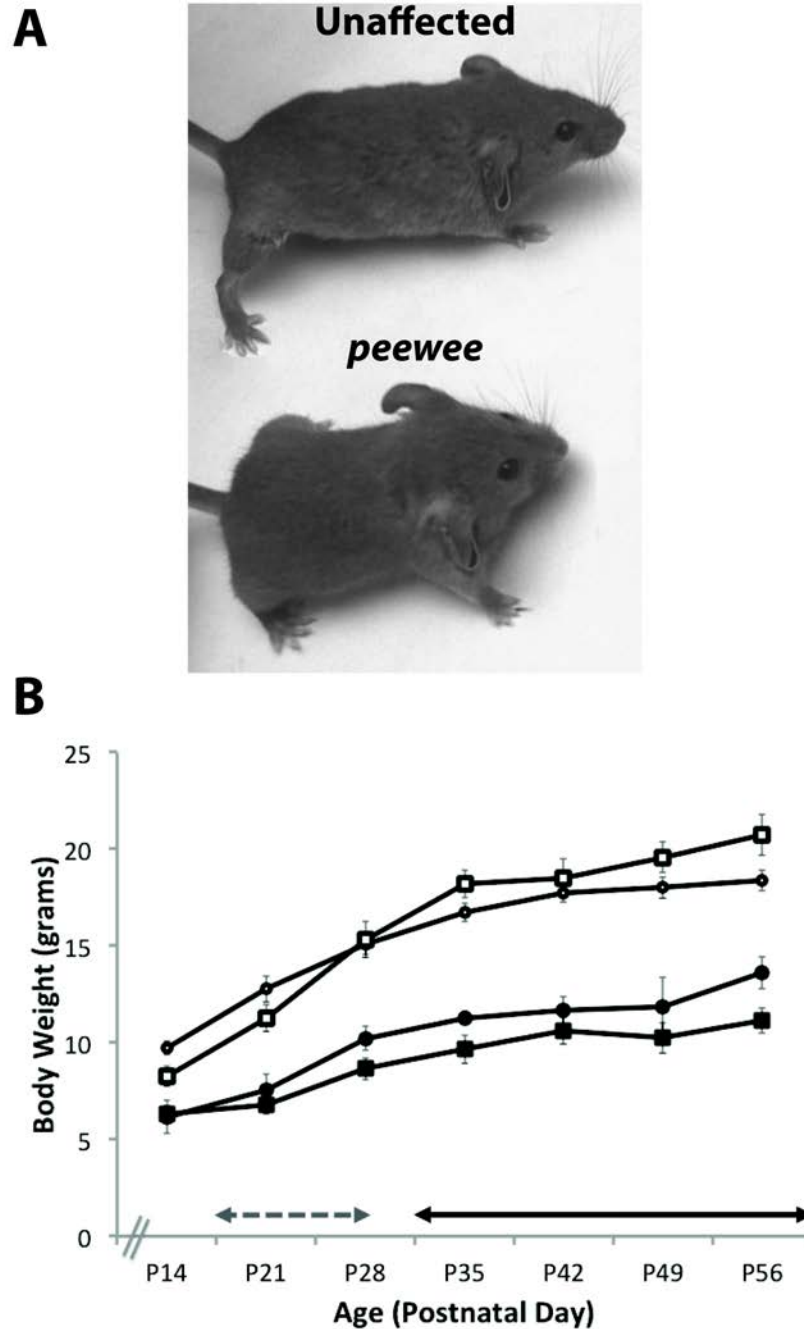 A
Unaffected
peewee
B
25
20
15
10
5
0
Body Weight (grams)
P14 P21 P28 P35 P42 P49 P56
Age (Postnatal Day)